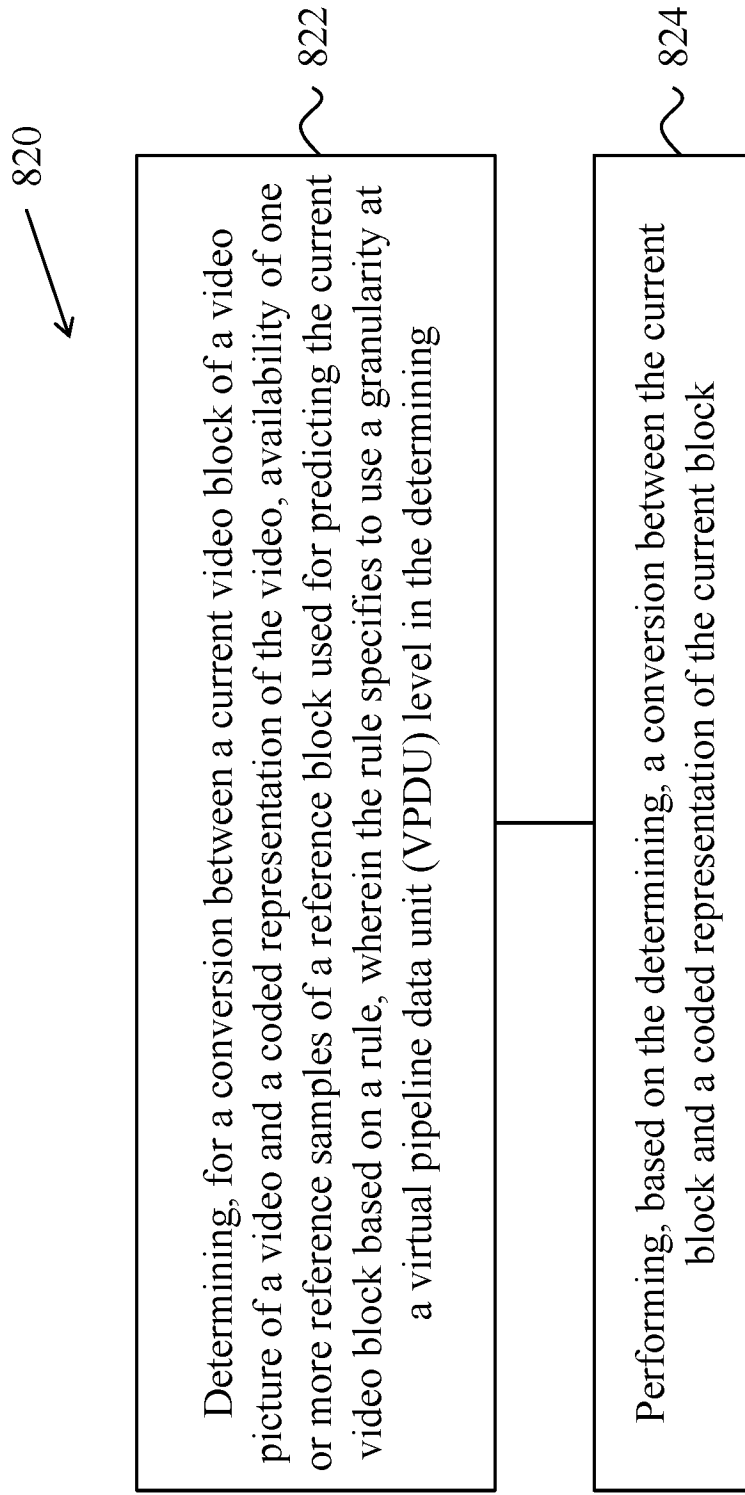 820
Determining, for a conversion between a current video block of a video
picture of a video and a coded representation of the video, availability of one
or more reference samples of a reference block used for predicting the current
video block based on a rule, wherein the rule specifies to use a granularity at
a virtual pipeline data unit (VPDU) level in the determining
822
Performing, based on the determining, a conversion between the current
block and a coded representation of the current block
824